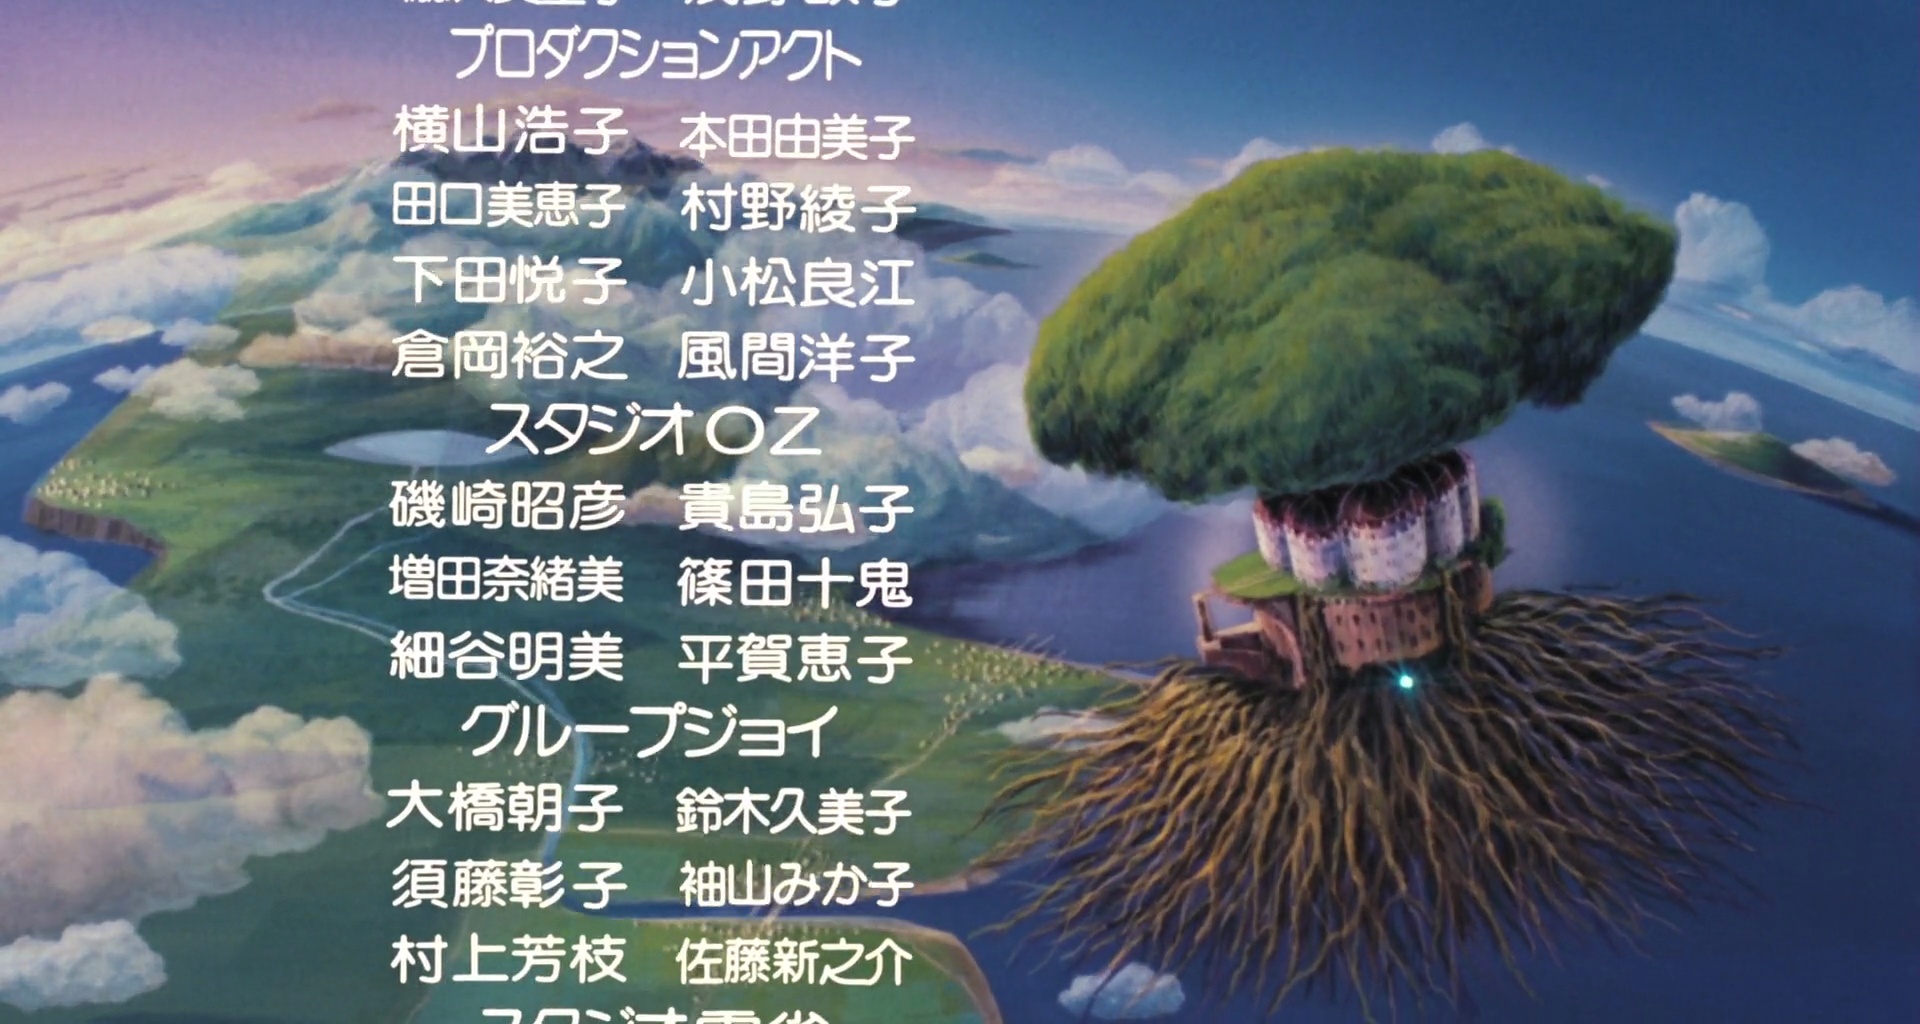 プロダクションアクト
横山浩子 本田由美子
田口美恵子 村野綾子
下田悦子 小松良江
倉岡裕之 風間洋子
スタジオOZ
磯崎昭彦 貴島弘子
増田奈緒美 篠田十鬼
細谷明美 平賀恵子
グループジョイ
大橋朝子 鈴木久美子
須藤彰子 袖山みか子
村上芳枝 佐藤新之介